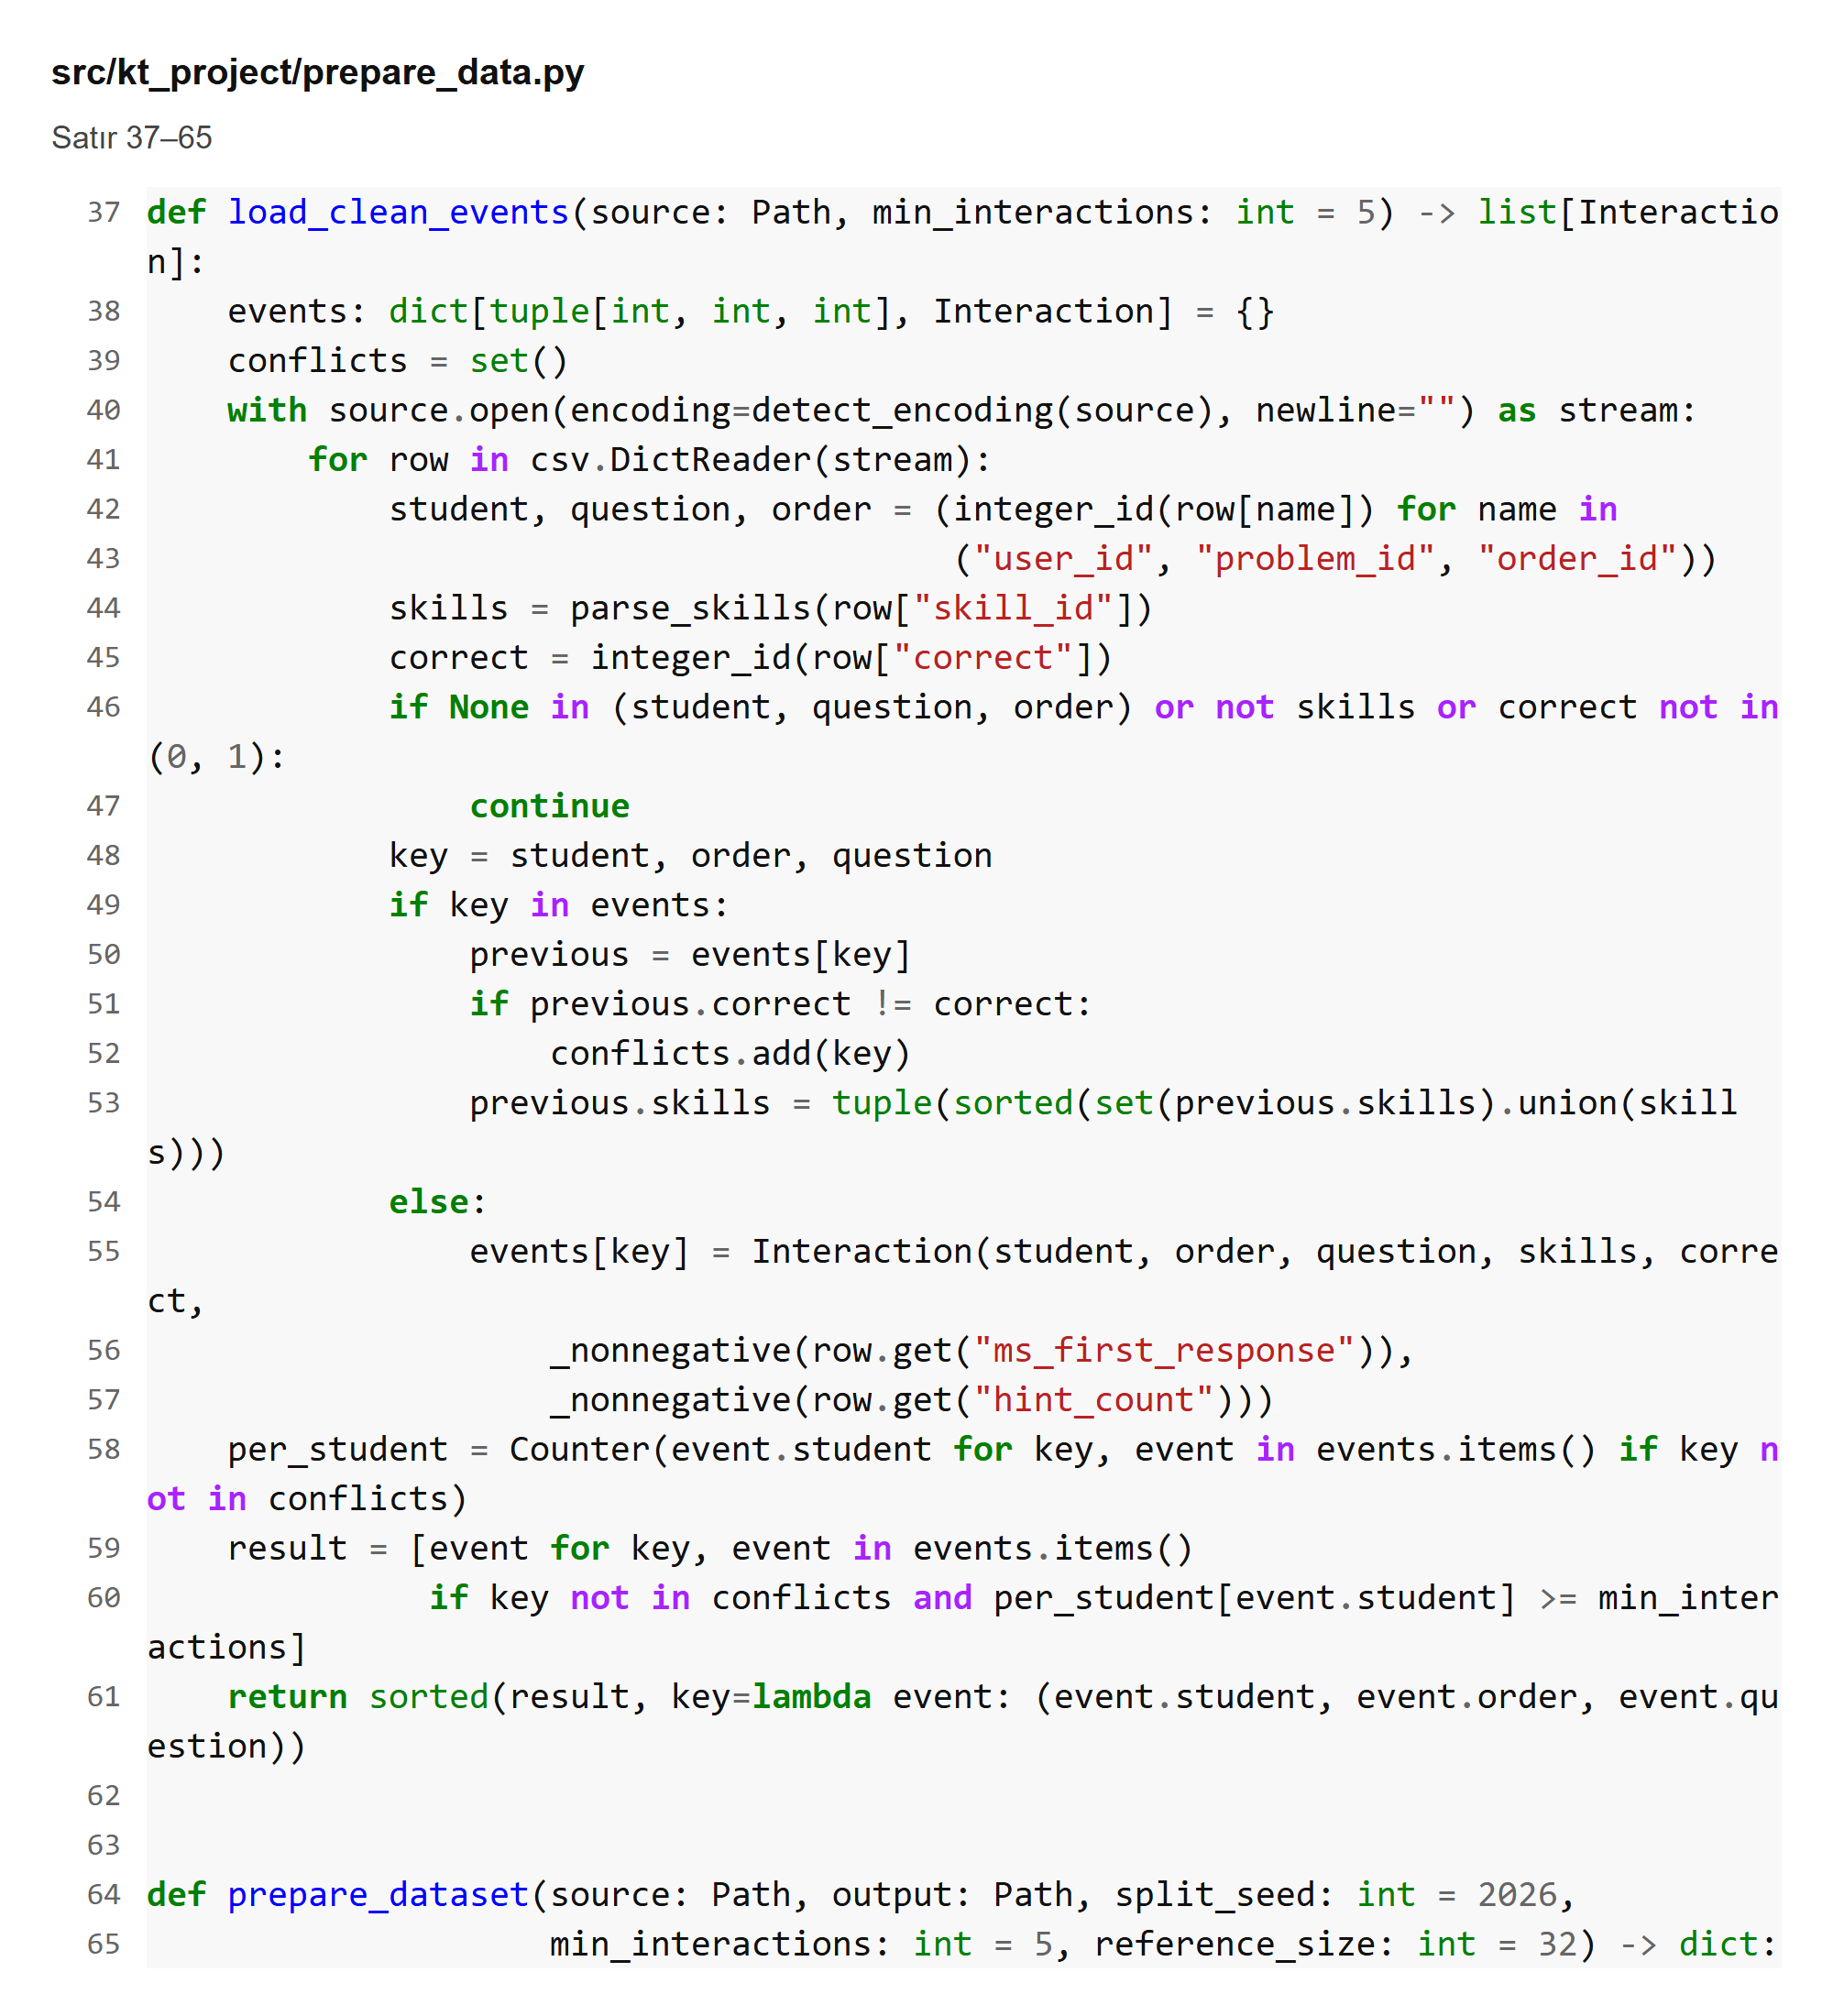 src/kt_project/prepare_data.py
Satır 37–65
37 def load_clean_events(source: Path, min_interactions: int = 5) -> list[Interactio
n]:
38     events: dict[tuple[int, int, int], Interaction] = {}
39     conflicts = set()
40     with source.open(encoding=detect_encoding(source), newline="") as stream:
41         for row in csv.DictReader(stream):
42             student, question, order = (integer_id(row[name]) for name in
43                                         ("user_id", "problem_id", "order_id"))
44             skills = parse_skills(row["skill_id"])
45             correct = integer_id(row["correct"])
46             if None in (student, question, order) or not skills or correct not in
(0, 1):
47                 continue
48             key = student, order, question
49             if key in events:
50                 previous = events[key]
51                 if previous.correct != correct:
52                     conflicts.add(key)
53                 previous.skills = tuple(sorted(set(previous.skills).union(skill
s)))
54             else:
55                 events[key] = Interaction(student, order, question, skills, corre
ct,
56                     _nonnegative(row.get("ms_first_response")),
57                     _nonnegative(row.get("hint_count")))
58     per_student = Counter(event.student for key, event in events.items() if key n
ot in conflicts)
59     result = [event for key, event in events.items()
60               if key not in conflicts and per_student[event.student] >= min_inter
actions]
61     return sorted(result, key=lambda event: (event.student, event.order, event.qu
estion))
62
63
64 def prepare_dataset(source: Path, output: Path, split_seed: int = 2026,
65                     min_interactions: int = 5, reference_size: int = 32) -> dict: